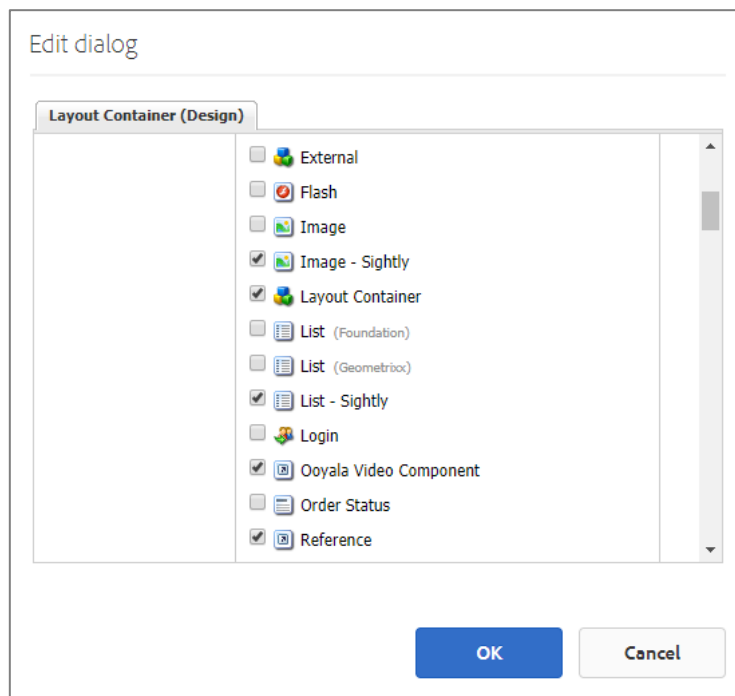 Edit dialog
Layout Container (Design)
External
Flash
Image
Image - Sightly
Layout Container
List (Foundation)
List (Geometrixx)
List - Sightly
Login
Ooyala Video Component
Order Status
Reference
OK Cancel